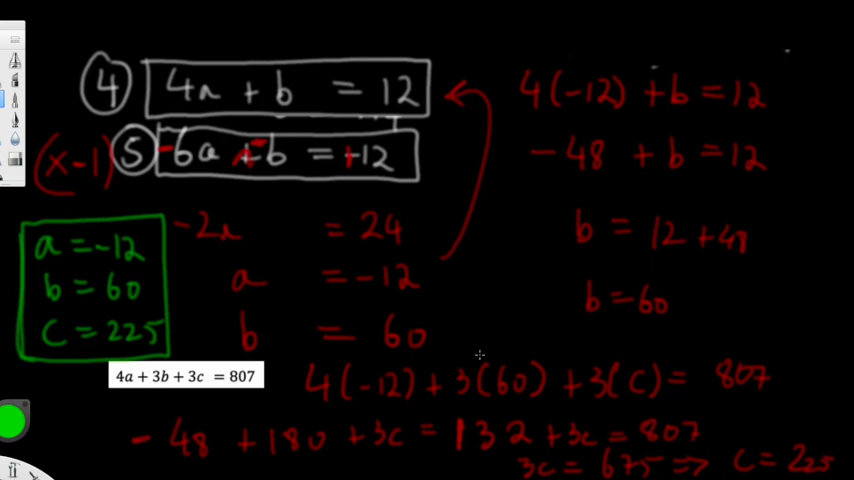 ④ 4a + b = 12
(x-1) ⑤ -6a - b = +12
-2a = 24
a = -12
b = 60
a = -12
b = 60
c = 225
4(-12) + b = 12
-48 + b = 12
b = 12 + 48
b = 60
4a + 3b + 3c = 807
4(-12) + 3(60) + 3(c) = 807
- 48 + 180 + 3c = 132 + 3c = 807
3c = 675 => c = 225